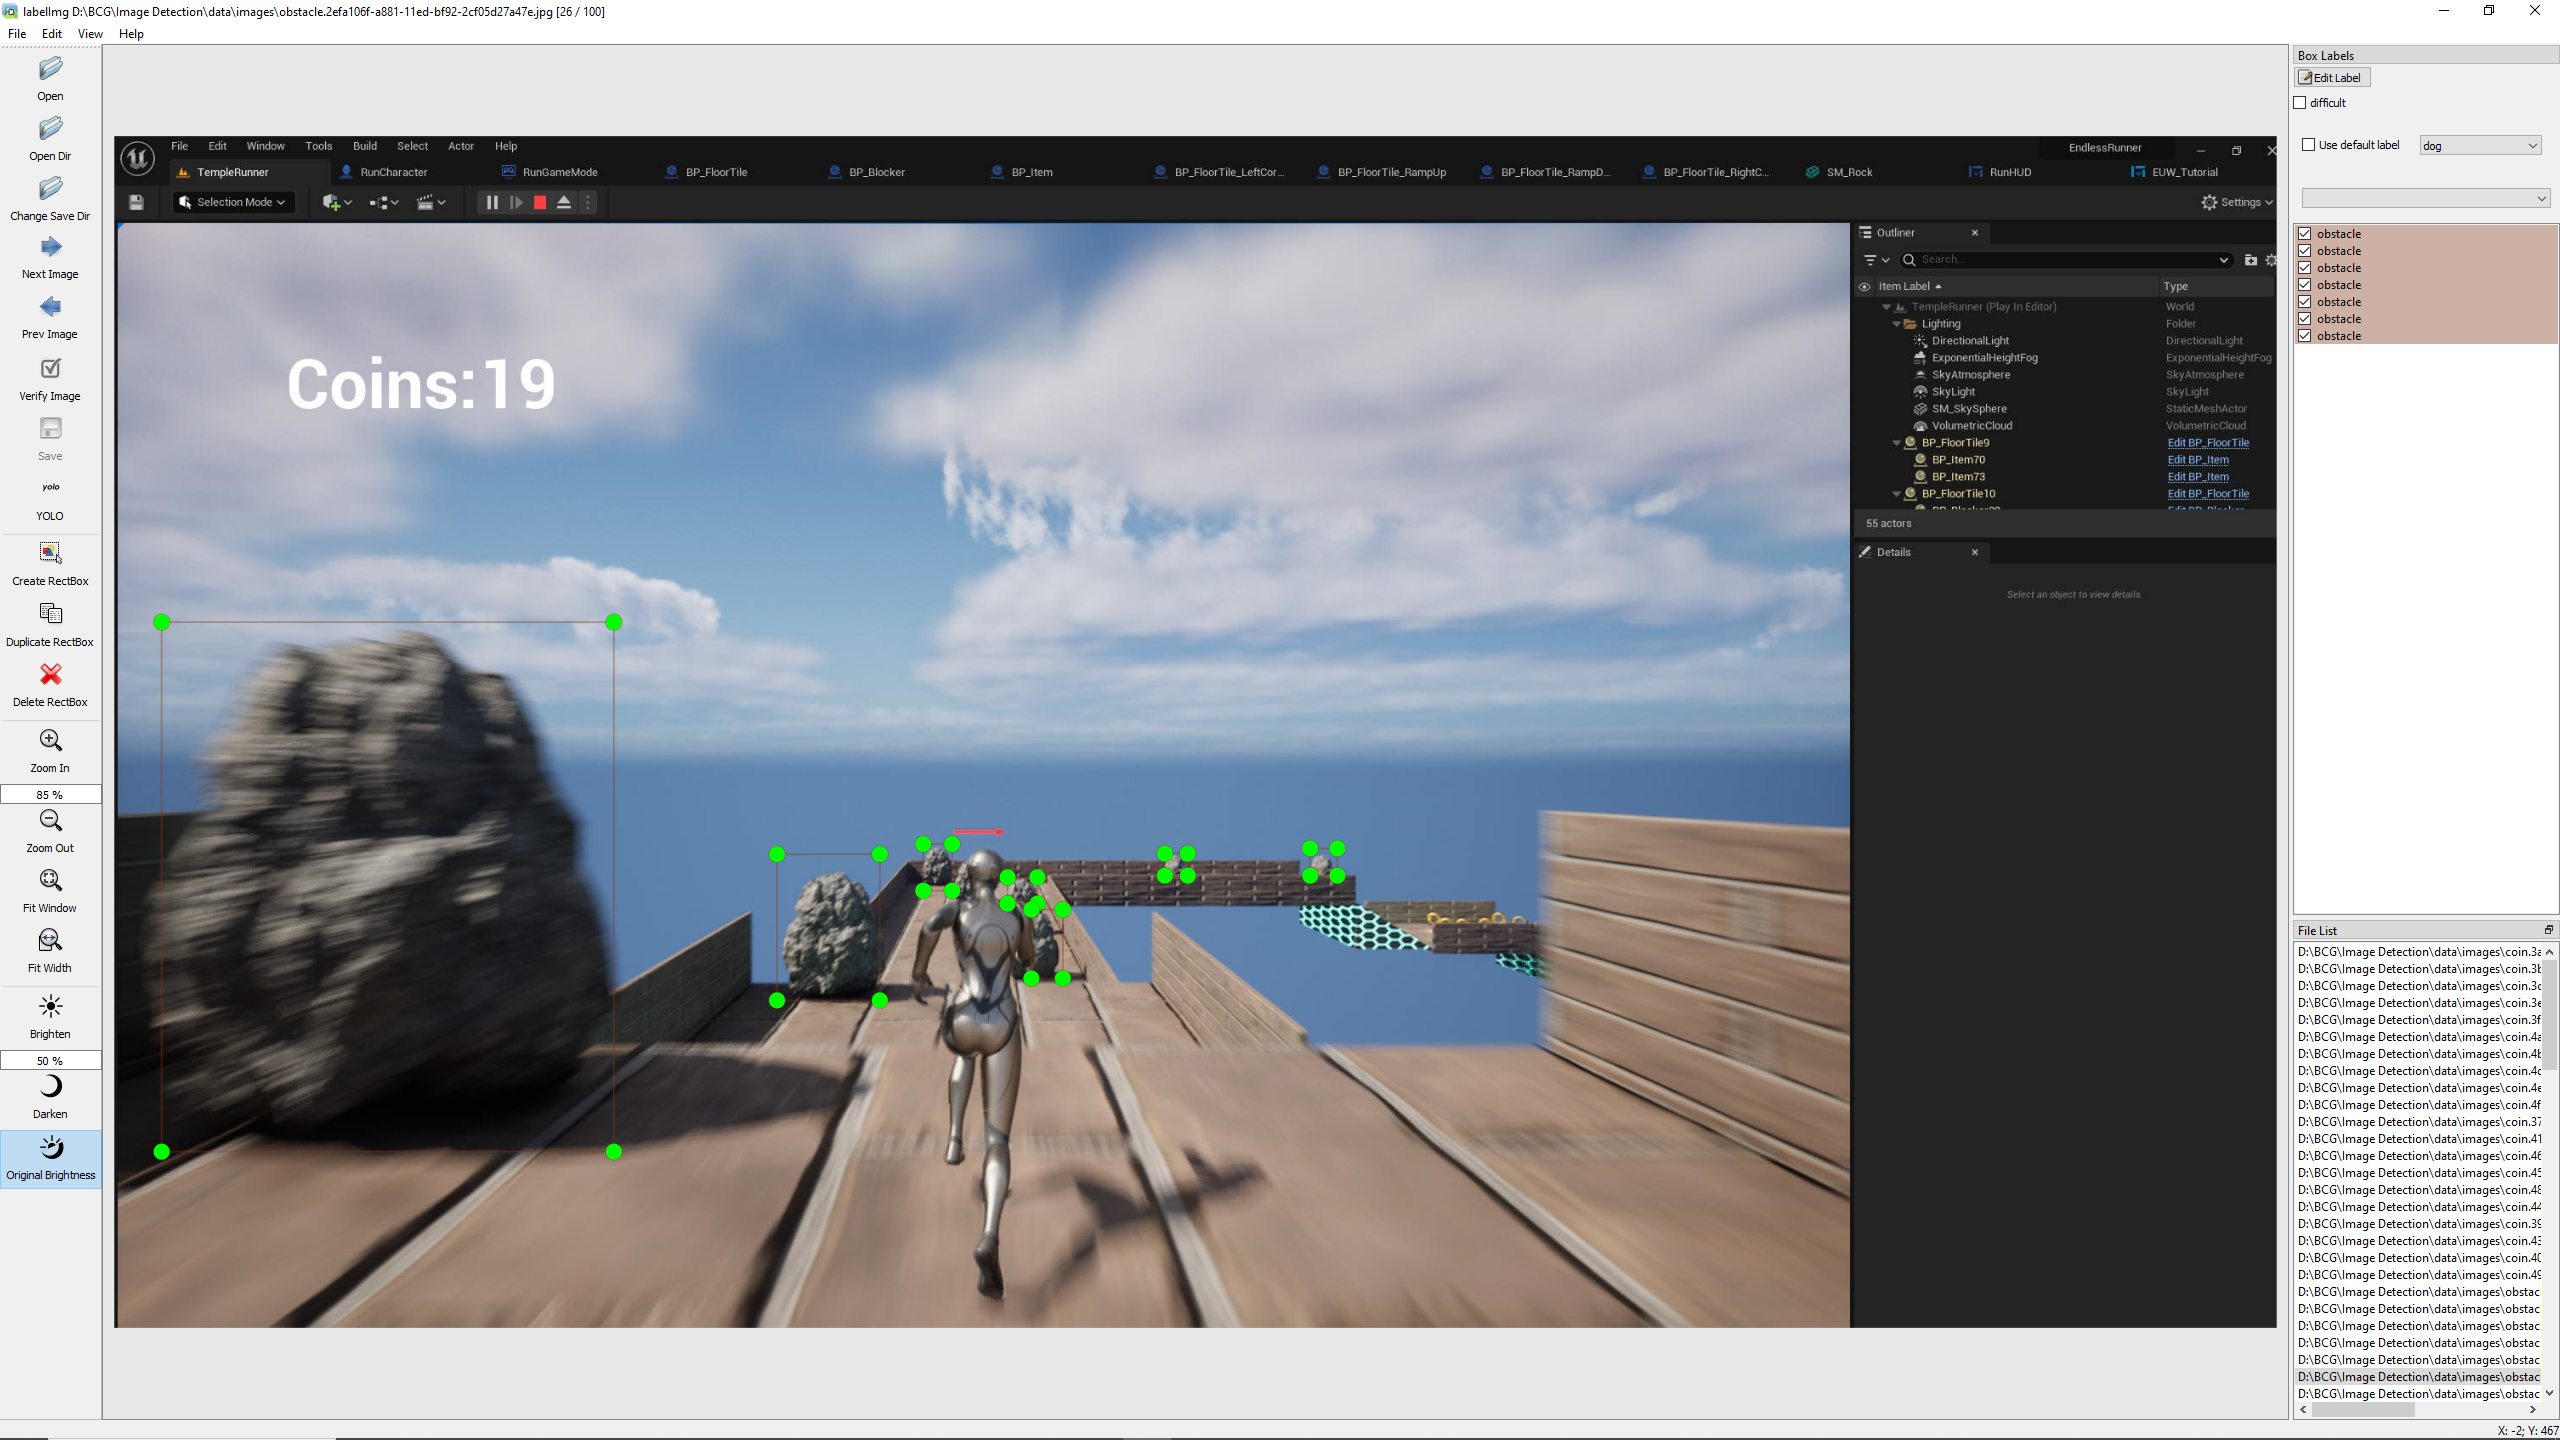 labelImg D:\BCG\Image Detection\data\images\obstacle.2efa106f-a881-11ed-bf92-2cf05d27a47e.jpg [26 / 100]
File Edit View Help
Open
Open Dir
Change Save Dir
Next Image
Prev Image
Verify Image
Save
yolo
YOLO
Create RectBox
Duplicate RectBox
Delete RectBox
Zoom In
85 %
Zoom Out
Fit Window
Fit Width
Brighten
50 %
Darken
Original Brightness
File Edit Window Tools Build Select Actor Help
EndlessRunner
TempleRunner RunCharacter RunGameMode BP_FloorTile BP_Blocker BP_Item BP_FloorTile_LeftCor... BP_FloorTile_RampUp BP_FloorTile_RampD... BP_FloorTile_RightC... SM_Rock RunHUD EUW_Tutorial
Selection Mode
Settings
Coins:19
Outliner
Search...
Item Label Type
TempleRunner (Play In Editor) World
Lighting Folder
DirectionalLight DirectionalLight
ExponentialHeightFog ExponentialHeightFog
SkyAtmosphere SkyAtmosphere
SkyLight SkyLight
SM_SkySphere StaticMeshActor
VolumetricCloud VolumetricCloud
BP_FloorTile9 Edit BP_FloorTile
BP_Item70 Edit BP_Item
BP_Item73 Edit BP_Item
BP_FloorTile10 Edit BP_FloorTile
55 actors
Details
Select an object to view details.
Box Labels
Edit Label
difficult
Use default label
dog
obstacle
obstacle
obstacle
obstacle
obstacle
obstacle
obstacle
File List
D:\BCG\Image Detection\data\images\coin.3a
D:\BCG\Image Detection\data\images\coin.3b
D:\BCG\Image Detection\data\images\coin.3c
D:\BCG\Image Detection\data\images\coin.3e
D:\BCG\Image Detection\data\images\coin.3f
D:\BCG\Image Detection\data\images\coin.4a
D:\BCG\Image Detection\data\images\coin.4b
D:\BCG\Image Detection\data\images\coin.4c
D:\BCG\Image Detection\data\images\coin.4e
D:\BCG\Image Detection\data\images\coin.4f
D:\BCG\Image Detection\data\images\coin.37
D:\BCG\Image Detection\data\images\coin.41
D:\BCG\Image Detection\data\images\coin.46
D:\BCG\Image Detection\data\images\coin.45
D:\BCG\Image Detection\data\images\coin.48
D:\BCG\Image Detection\data\images\coin.44
D:\BCG\Image Detection\data\images\coin.39
D:\BCG\Image Detection\data\images\coin.43
D:\BCG\Image Detection\data\images\coin.40
D:\BCG\Image Detection\data\images\coin.49
D:\BCG\Image Detection\data\images\obstac
D:\BCG\Image Detection\data\images\obstac
D:\BCG\Image Detection\data\images\obstac
D:\BCG\Image Detection\data\images\obstac
D:\BCG\Image Detection\data\images\obstac
D:\BCG\Image Detection\data\images\obstac
D:\BCG\Image Detection\data\images\obstac
X: -2; Y: 467